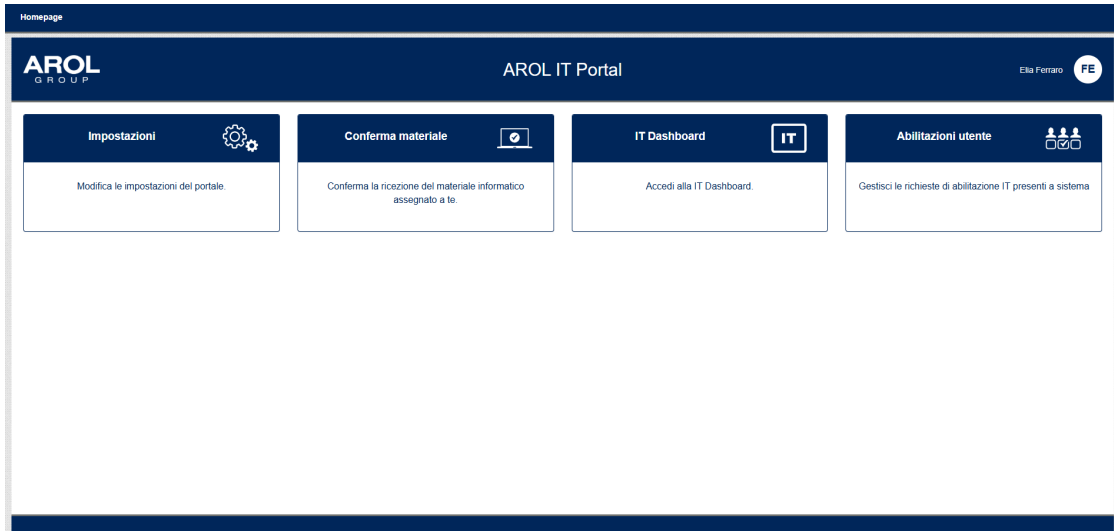 Homepage
AROL
GROUP
AROL IT Portal
Elia Ferraro
FE
Impostazioni
Modifica le impostazioni del portale.
Conferma materiale
Conferma la ricezione del materiale informatico
assegnato a te.
IT Dashboard
IT
Accedi alla IT Dashboard.
Abilitazioni utente
Gestisci le richieste di abilitazione IT presenti a sistema